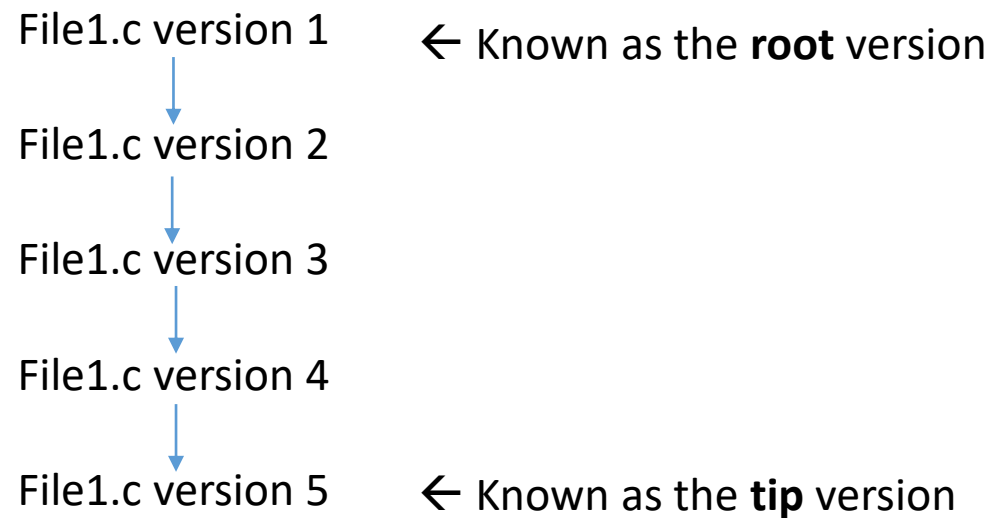 File1.c version 1 ← Known as the root version
File1.c version 2
File1.c version 3
File1.c version 4
File1.c version 5 ← Known as the tip version